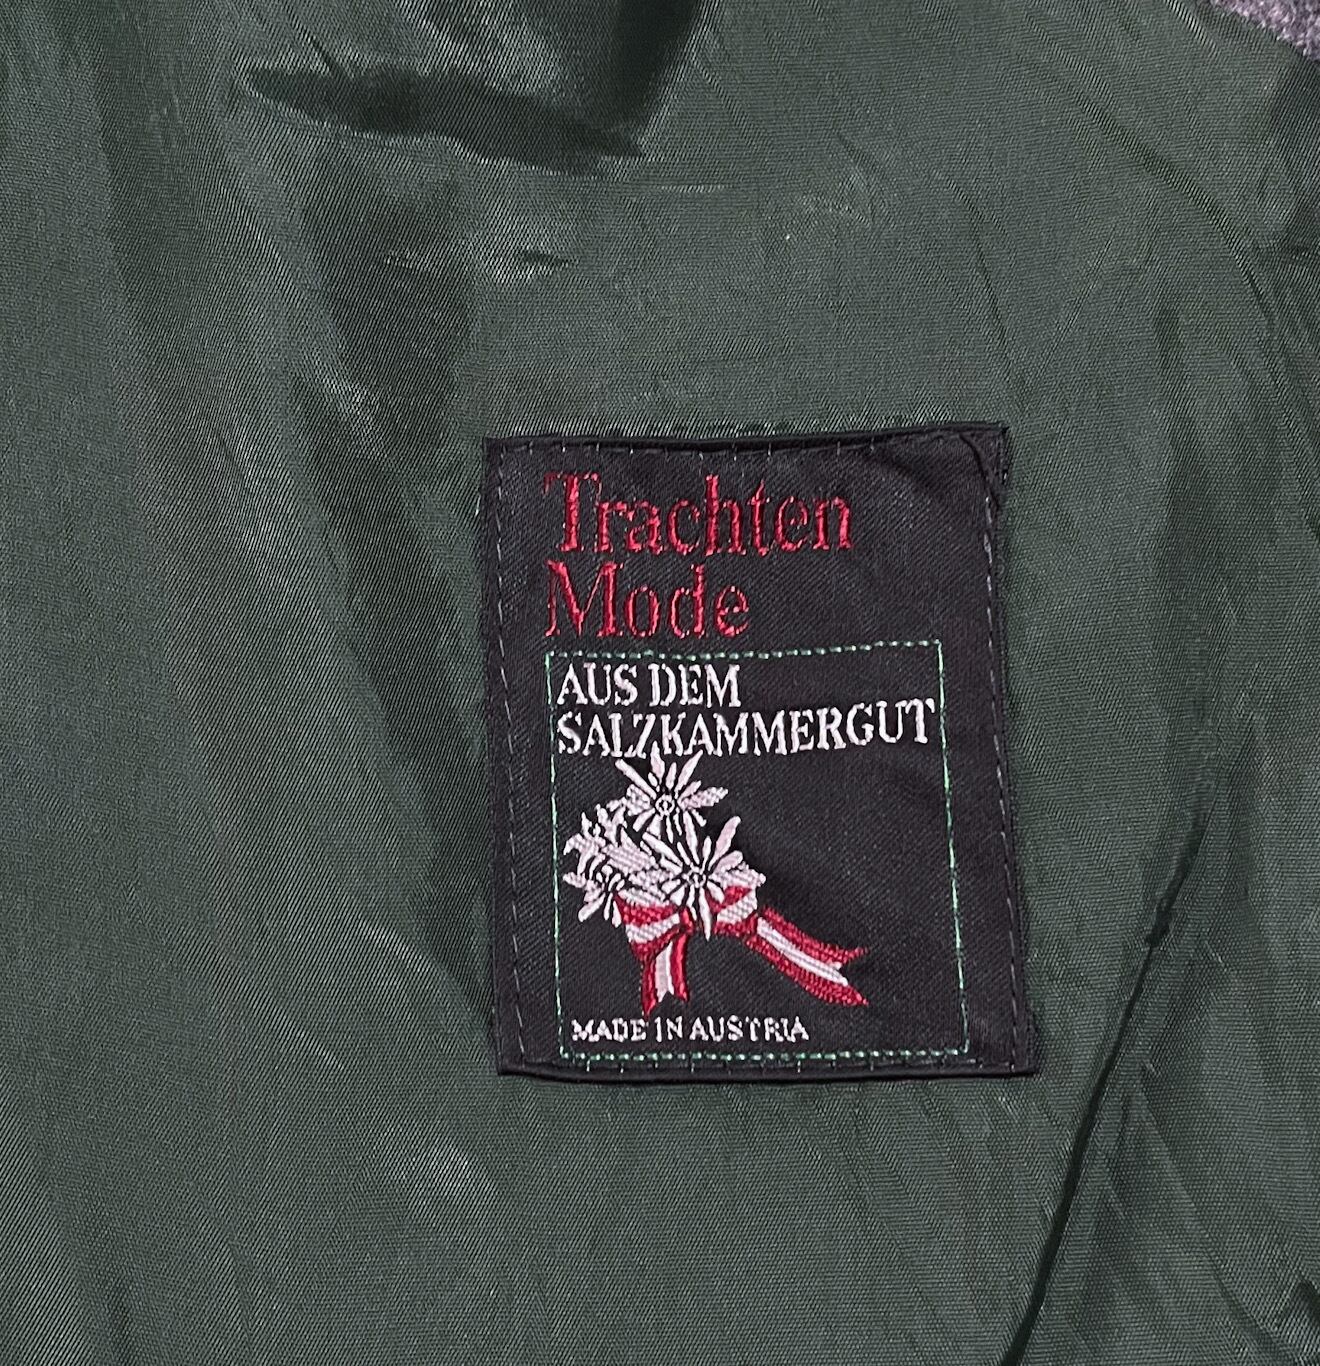 Trachten
Mode
AUS DEM
SALZKAMMERGUT
MADE IN AUSTRIA